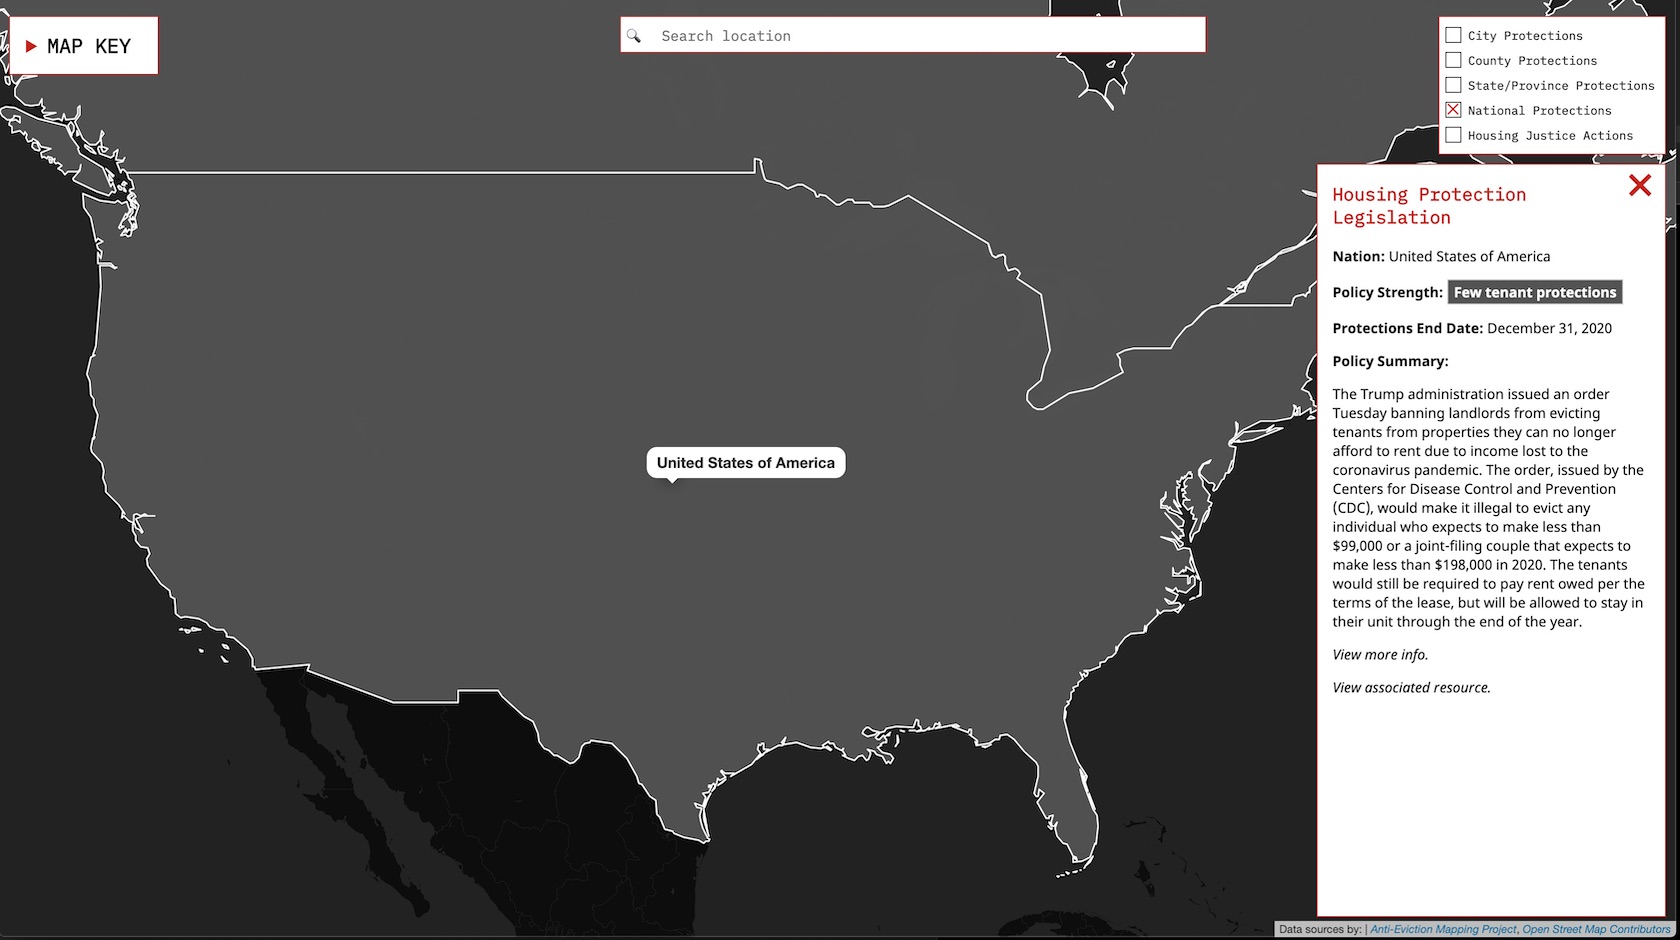 MAP KEY
Search location
City Protections
County Protections
State/Province Protections
National Protections
Housing Justice Actions
Housing Protection
Legislation
Nation: United States of America
Policy Strength: Few tenant protections
Protections End Date: December 31, 2020
Policy Summary:
The Trump administration issued an order
Tuesday banning landlords from evicting
tenants from properties they can no longer
afford to rent due to income lost to the
coronavirus pandemic. The order, issued by the
Centers for Disease Control and Prevention
(CDC), would make it illegal to evict any
individual who expects to make less than
$99,000 or a joint-filing couple that expects to
make less than $198,000 in 2020. The tenants
would still be required to pay rent owed per the
terms of the lease, but will be allowed to stay in
their unit through the end of the year.
View more info.
View associated resource.
United States of America
Data sources by: | Anti-Eviction Mapping Project, Open Street Map Contributors